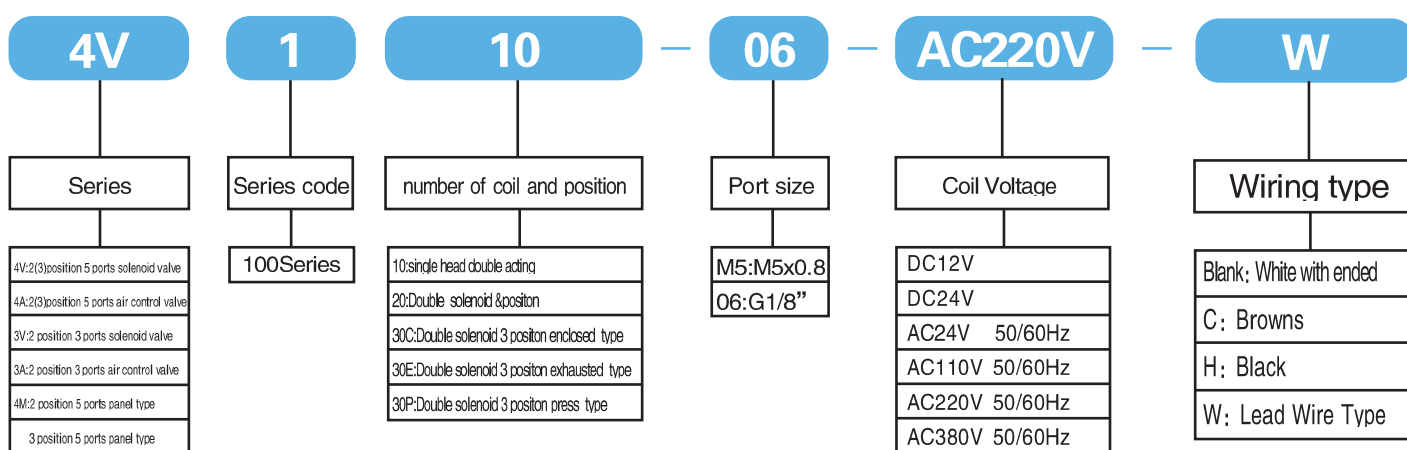 4V 1 10 – 06 – AC220V – W
Series
4V:2(3)position 5 ports solenoid valve
4A:2(3)position 5 ports air control valve
3V:2 position 3 ports solenoid valve
3A:2 position 3 ports air control valve
4M:2 position 5 ports panel type
3 position 5 ports panel type
Series code
100Series
number of coil and position
10:single head double acting
20:Double solenoid &positon
30C:Double solenoid 3 positon enclosed type
30E:Double solenoid 3 positon exhausted type
30P:Double solenoid 3 positon press type
Port size
M5:M5x0.8
06:G1/8”
Coil Voltage
DC12V
DC24V
AC24V 50/60Hz
AC110V 50/60Hz
AC220V 50/60Hz
AC380V 50/60Hz
Wiring type
Blank: White with ended
C: Browns
H: Black
W: Lead Wire Type